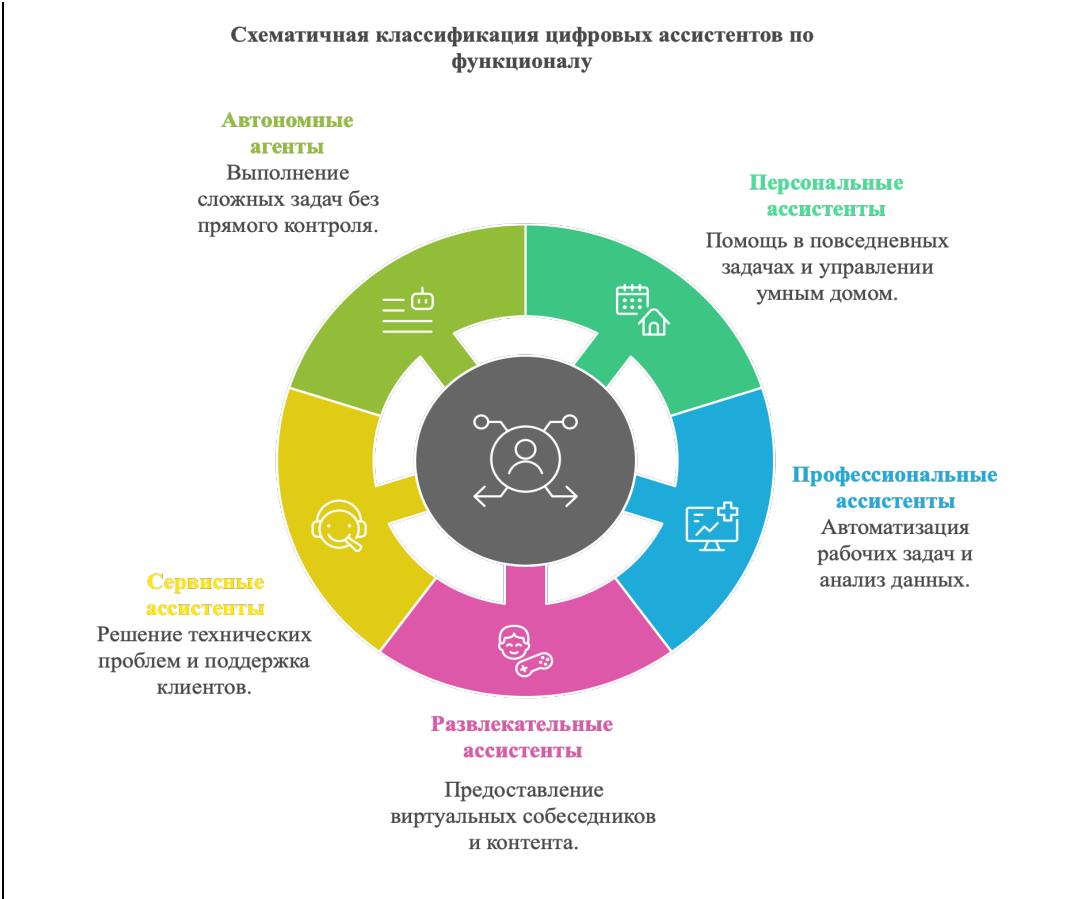 Схематичная классификация цифровых ассистентов по
функционалу
Автономные
агенты
Выполнение
сложных задач без
прямого контроля.
Персональные
ассистенты
Помощь в повседневных
задачах и управлении
умным домом.
Профессиональные
ассистенты
Автоматизация
рабочих задач и
анализ данных.
Сервисные
ассистенты
Решение технических
проблем и поддержка
клиентов.
Развлекательные
ассистенты
Предоставление
виртуальных собеседников
и контента.